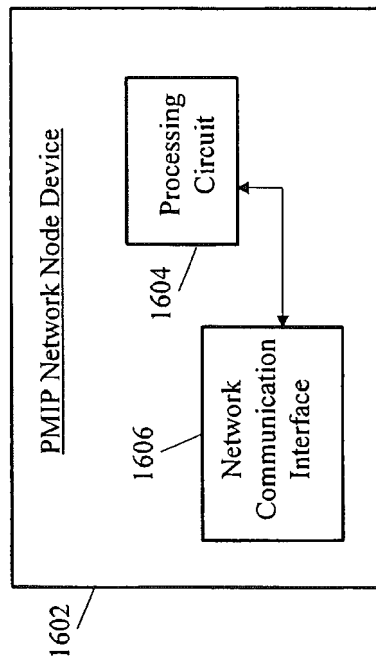 1602
PMIP Network Node Device
1606
Network
Communication
Interface
1604
Processing
Circuit